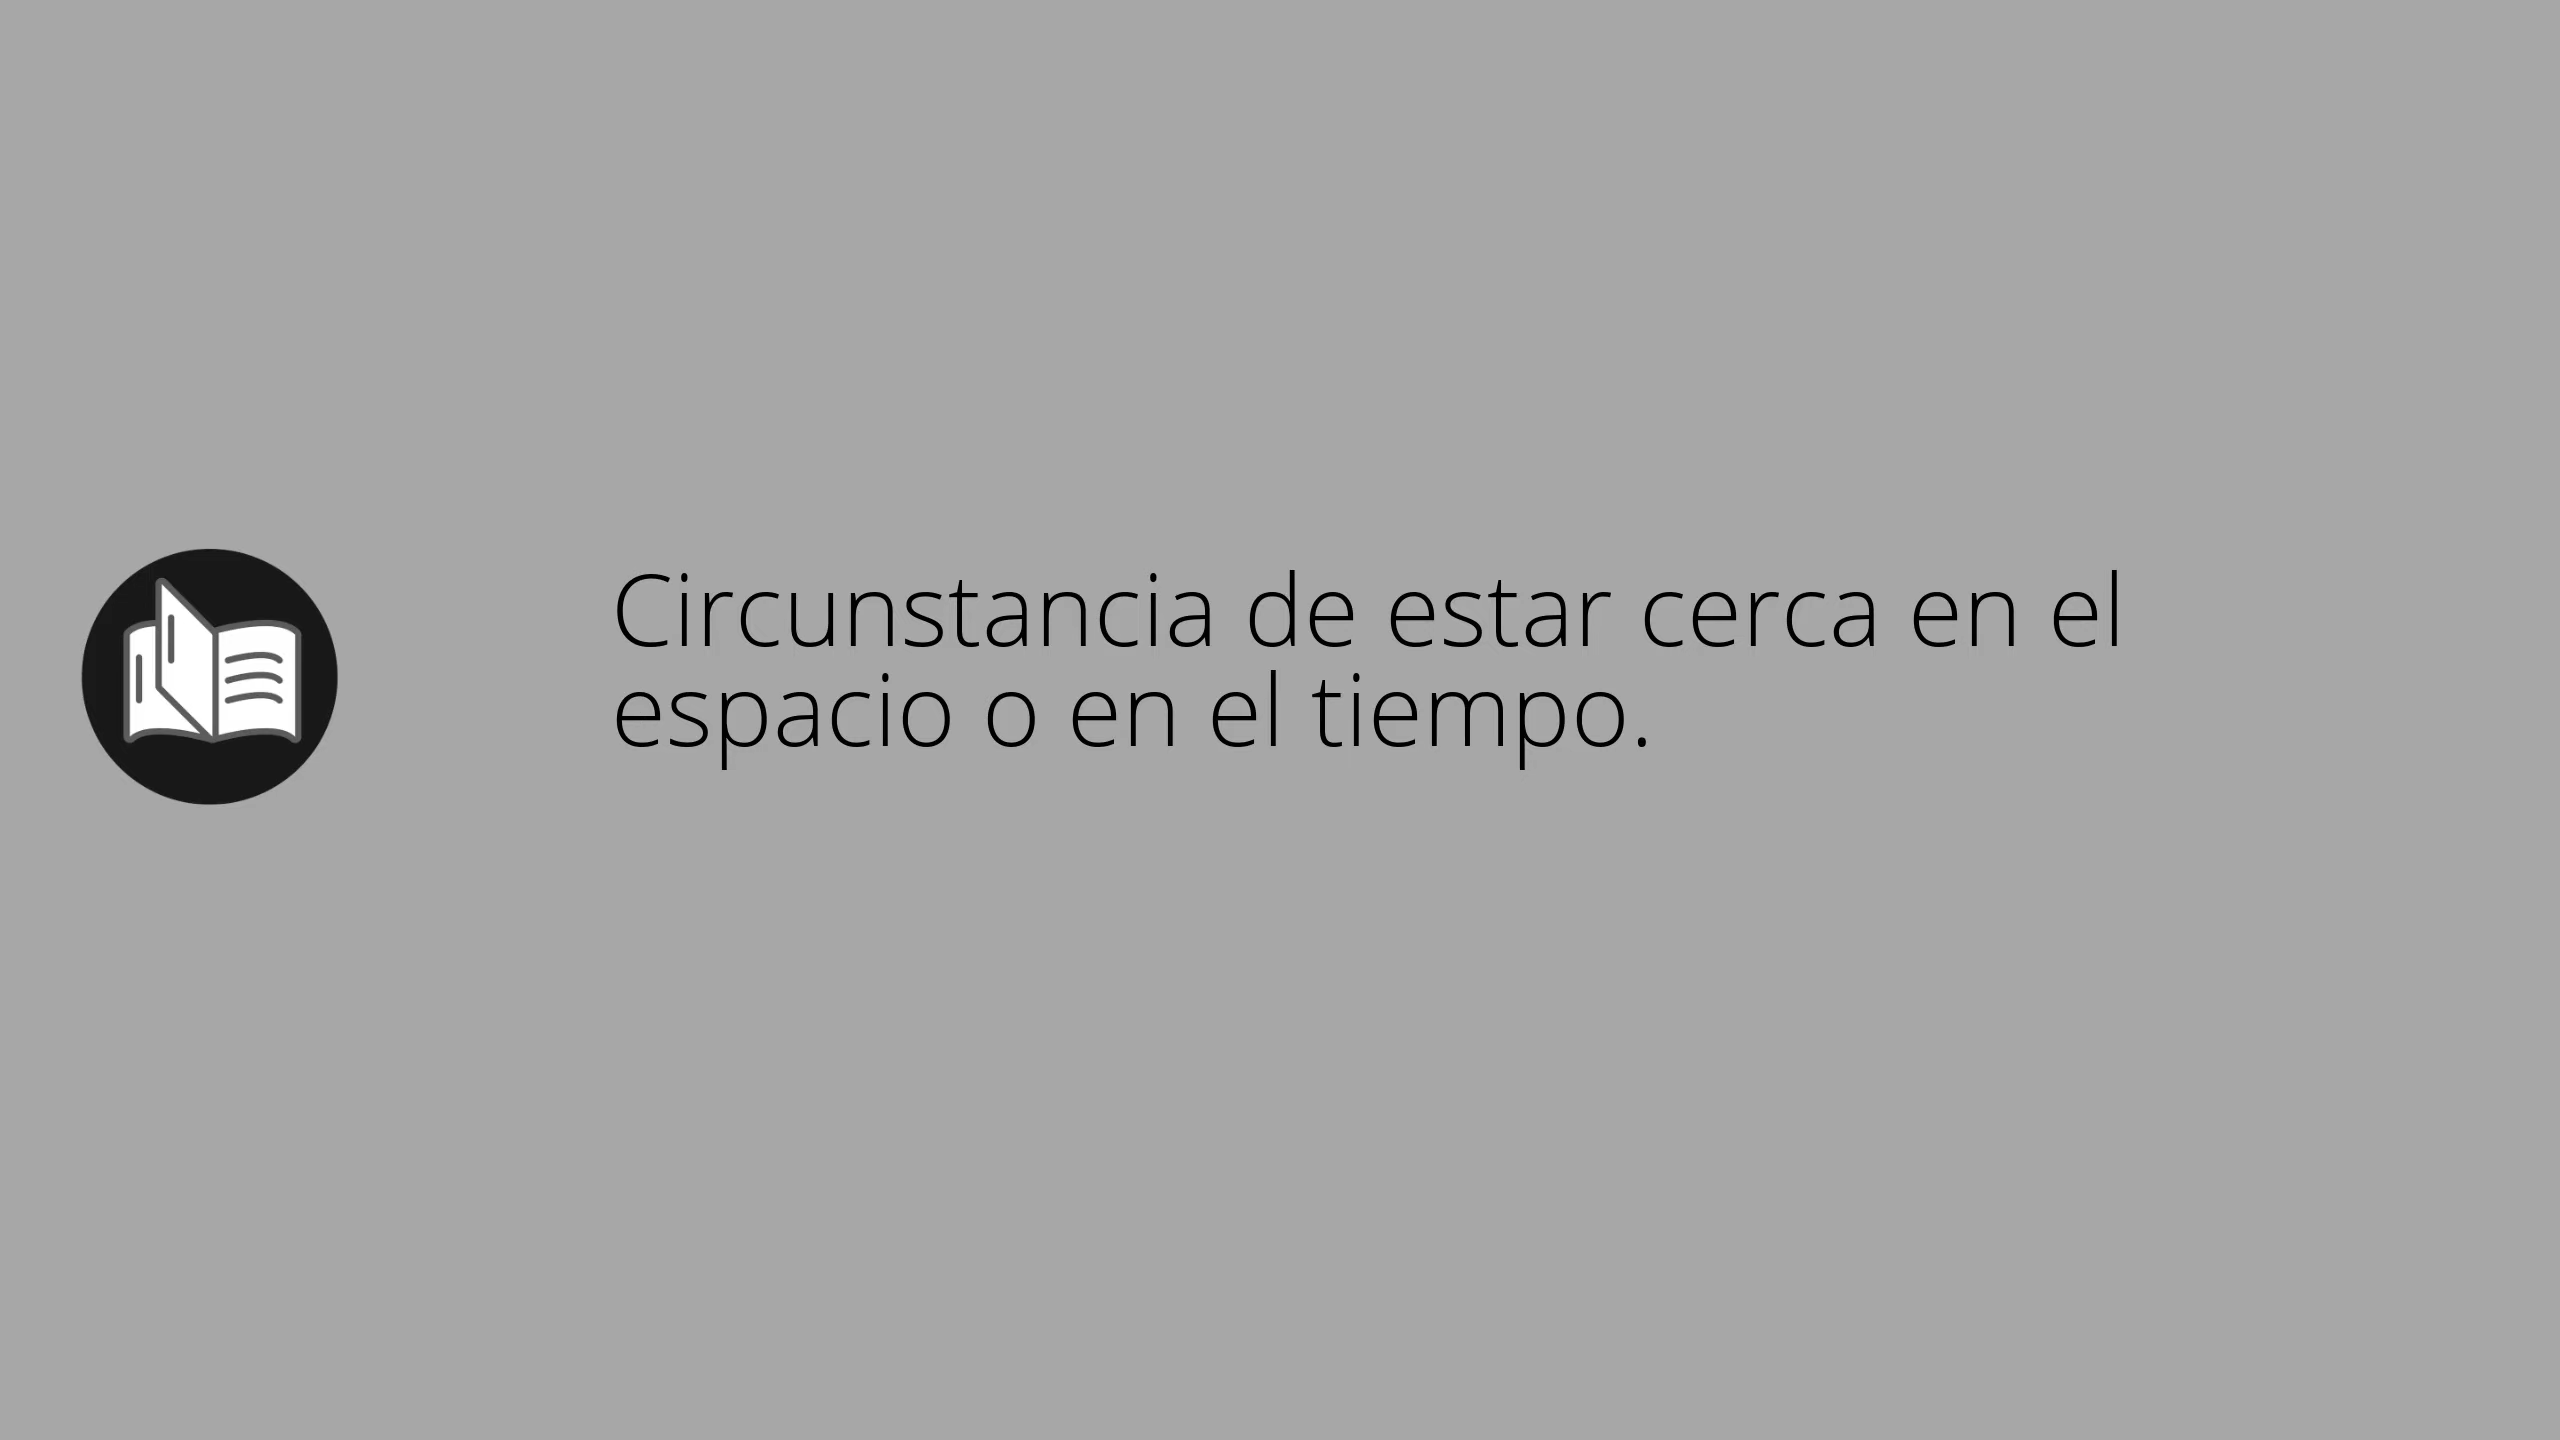 Circunstancia de estar cerca en el
espacio o en el tiempo.